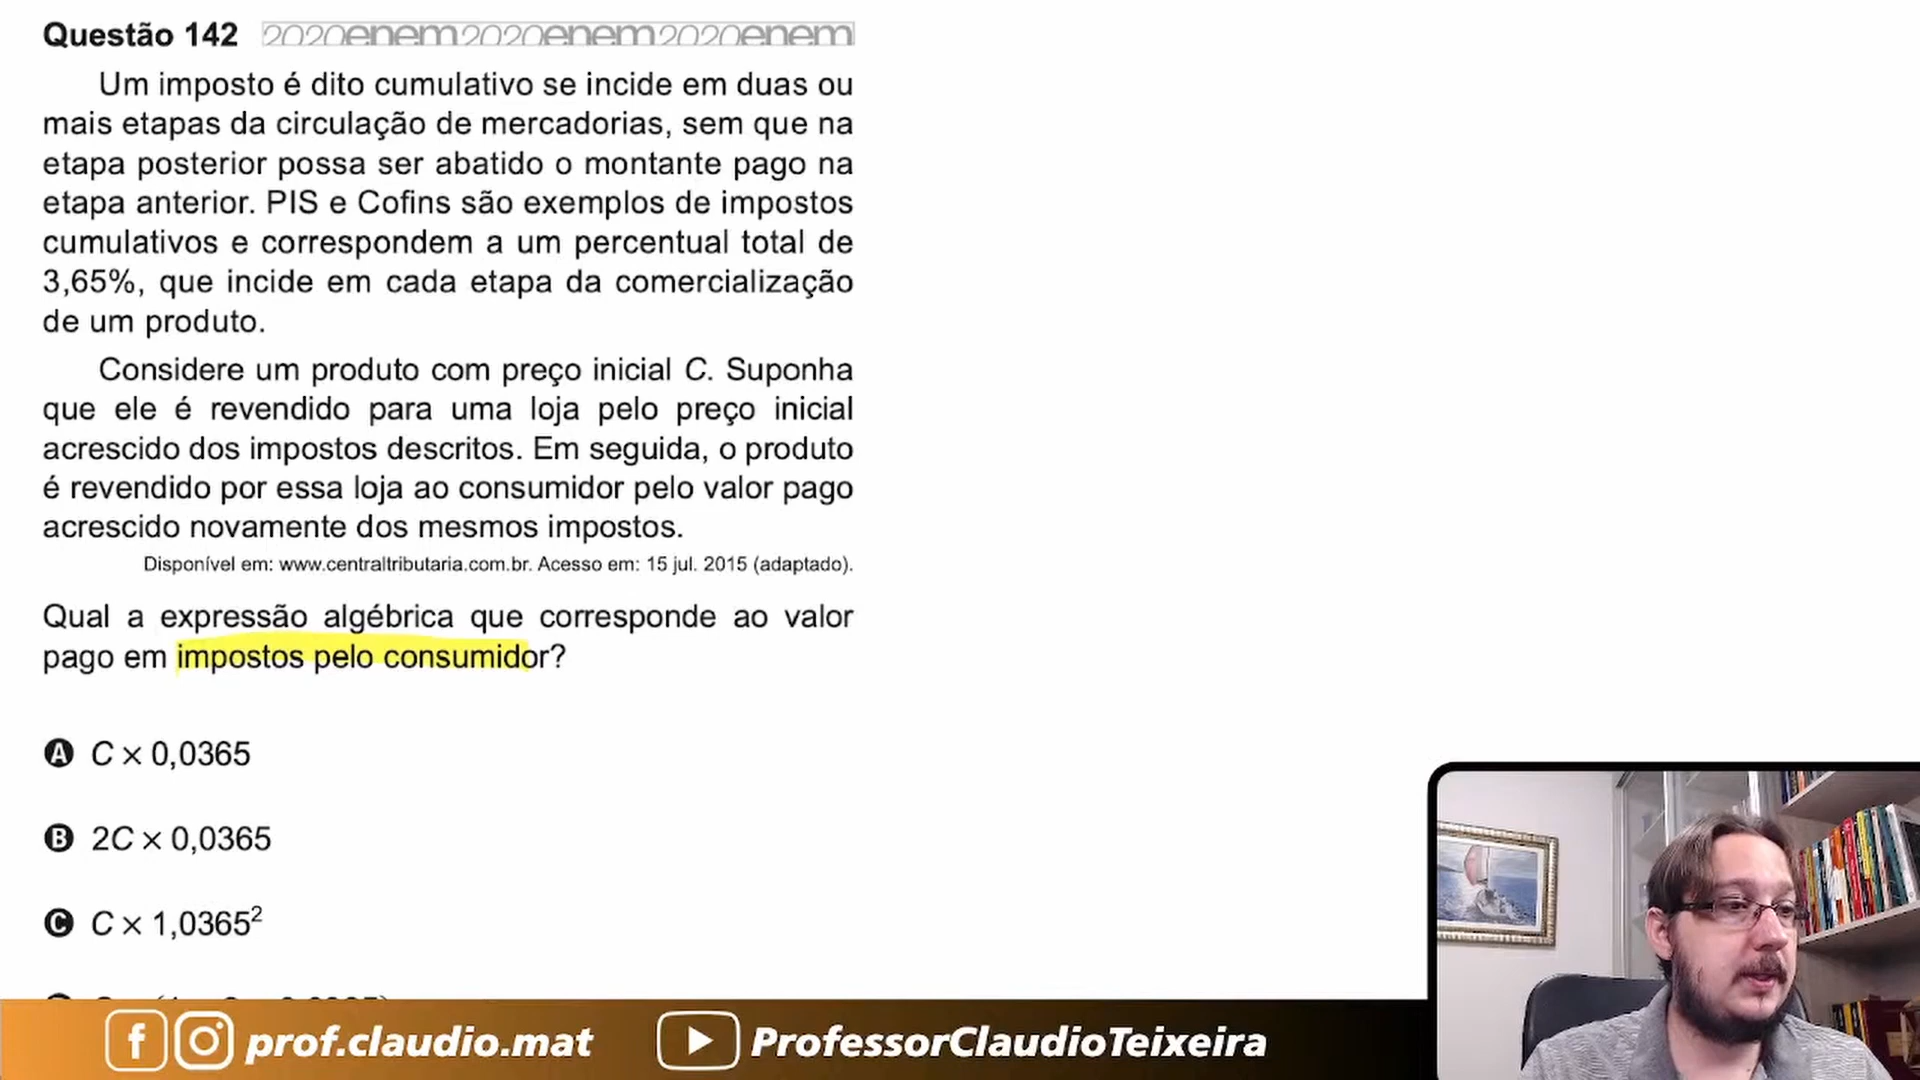 Questão 142 2020enem2020enem2020enem
Um imposto é dito cumulativo se incide em duas ou
mais etapas da circulação de mercadorias, sem que na
etapa posterior possa ser abatido o montante pago na
etapa anterior. PIS e Cofins são exemplos de impostos
cumulativos e correspondem a um percentual total de
3,65%, que incide em cada etapa da comercialização
de um produto.
Considere um produto com preço inicial C. Suponha
que ele é revendido para uma loja pelo preço inicial
acrescido dos impostos descritos. Em seguida, o produto
é revendido por essa loja ao consumidor pelo valor pago
acrescido novamente dos mesmos impostos.
Disponível em: www.centraltributaria.com.br. Acesso em: 15 jul. 2015 (adaptado).
Qual a expressão algébrica que corresponde ao valor
pago em impostos pelo consumidor?
A C × 0,0365
B 2C × 0,0365
C C × 1,0365²
f prof.claudio.mat ProfessorClaudioTeixeira